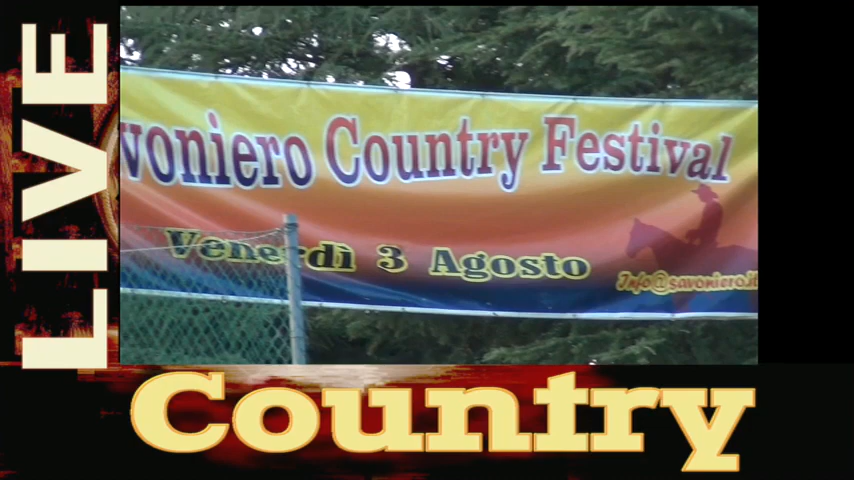 LIVE
voniero Country Festival
Venerdì 3 Agosto
Info@savoniero.it
Country